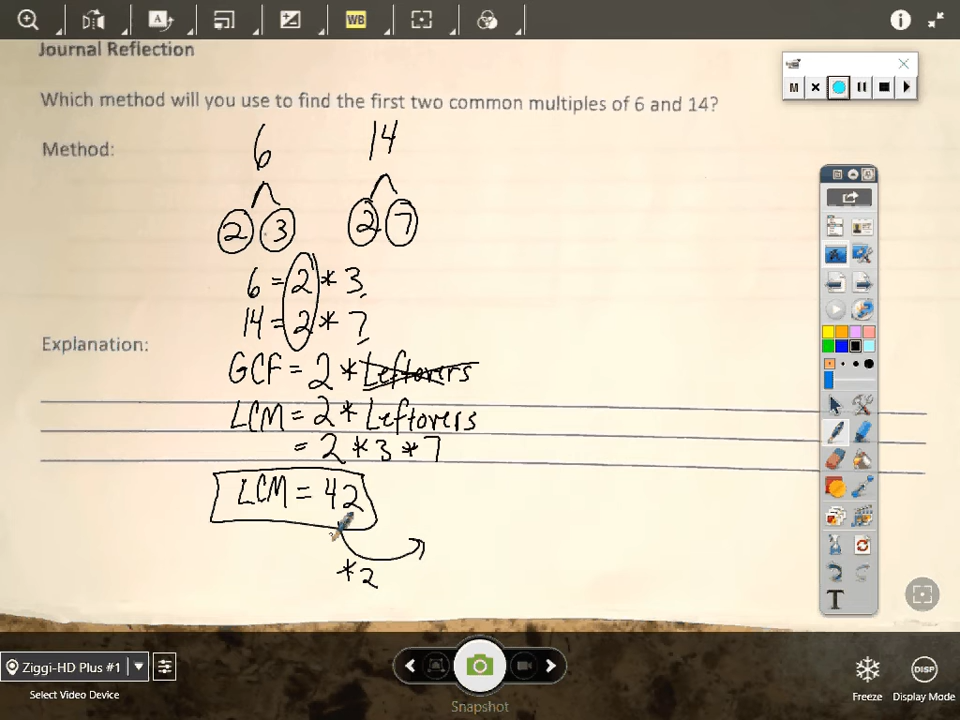 WB
Journal Reflection
M
Which method will you use to find the first two common multiples of 6 and 14?
Method:
6 14
2 3 2 7
6 = 2 * 3
14 = 2 * 7
Explanation:
GCF = 2 * Leftovers
LCM = 2 * Leftovers
= 2 * 3 * 7
LCM = 42
*2
T
Ziggi-HD Plus #1
Select Video Device
Snapshot
Freeze
DISP
Display Mode